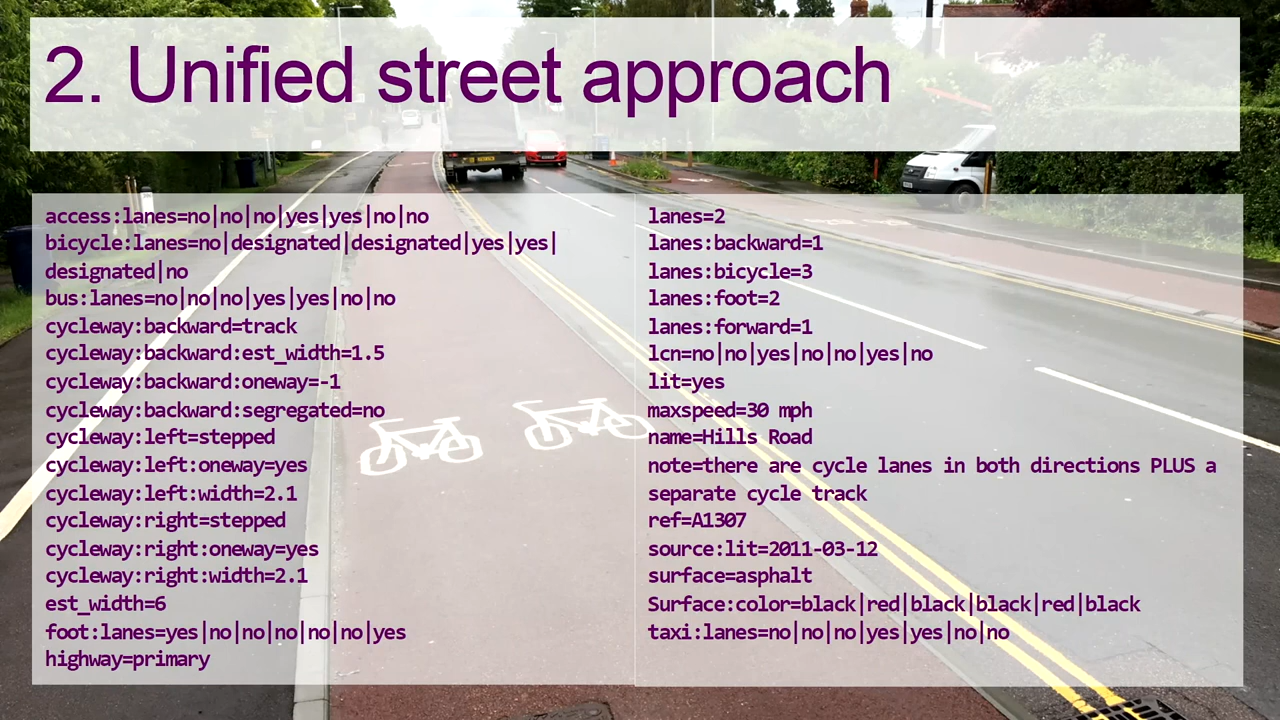 2. Unified street approach
access:lanes=no|no|no|yes|yes|no|no
bicycle:lanes=no|designated|designated|yes|yes|
designated|no
bus:lanes=no|no|no|yes|yes|no|no
cycleway:backward=track
cycleway:backward:est_width=1.5
cycleway:backward:oneway=-1
cycleway:backward:segregated=no
cycleway:left=stepped
cycleway:left:oneway=yes
cycleway:left:width=2.1
cycleway:right=stepped
cycleway:right:oneway=yes
cycleway:right:width=2.1
est_width=6
foot:lanes=yes|no|no|no|no|no|yes
highway=primary
lanes=2
lanes:backward=1
lanes:bicycle=3
lanes:foot=2
lanes:forward=1
lcn=no|no|yes|no|no|yes|no
lit=yes
maxspeed=30 mph
name=Hills Road
note=there are cycle lanes in both directions PLUS a
separate cycle track
ref=A1307
source:lit=2011-03-12
surface=asphalt
Surface:color=black|red|black|black|red|black
taxi:lanes=no|no|no|yes|yes|no|no